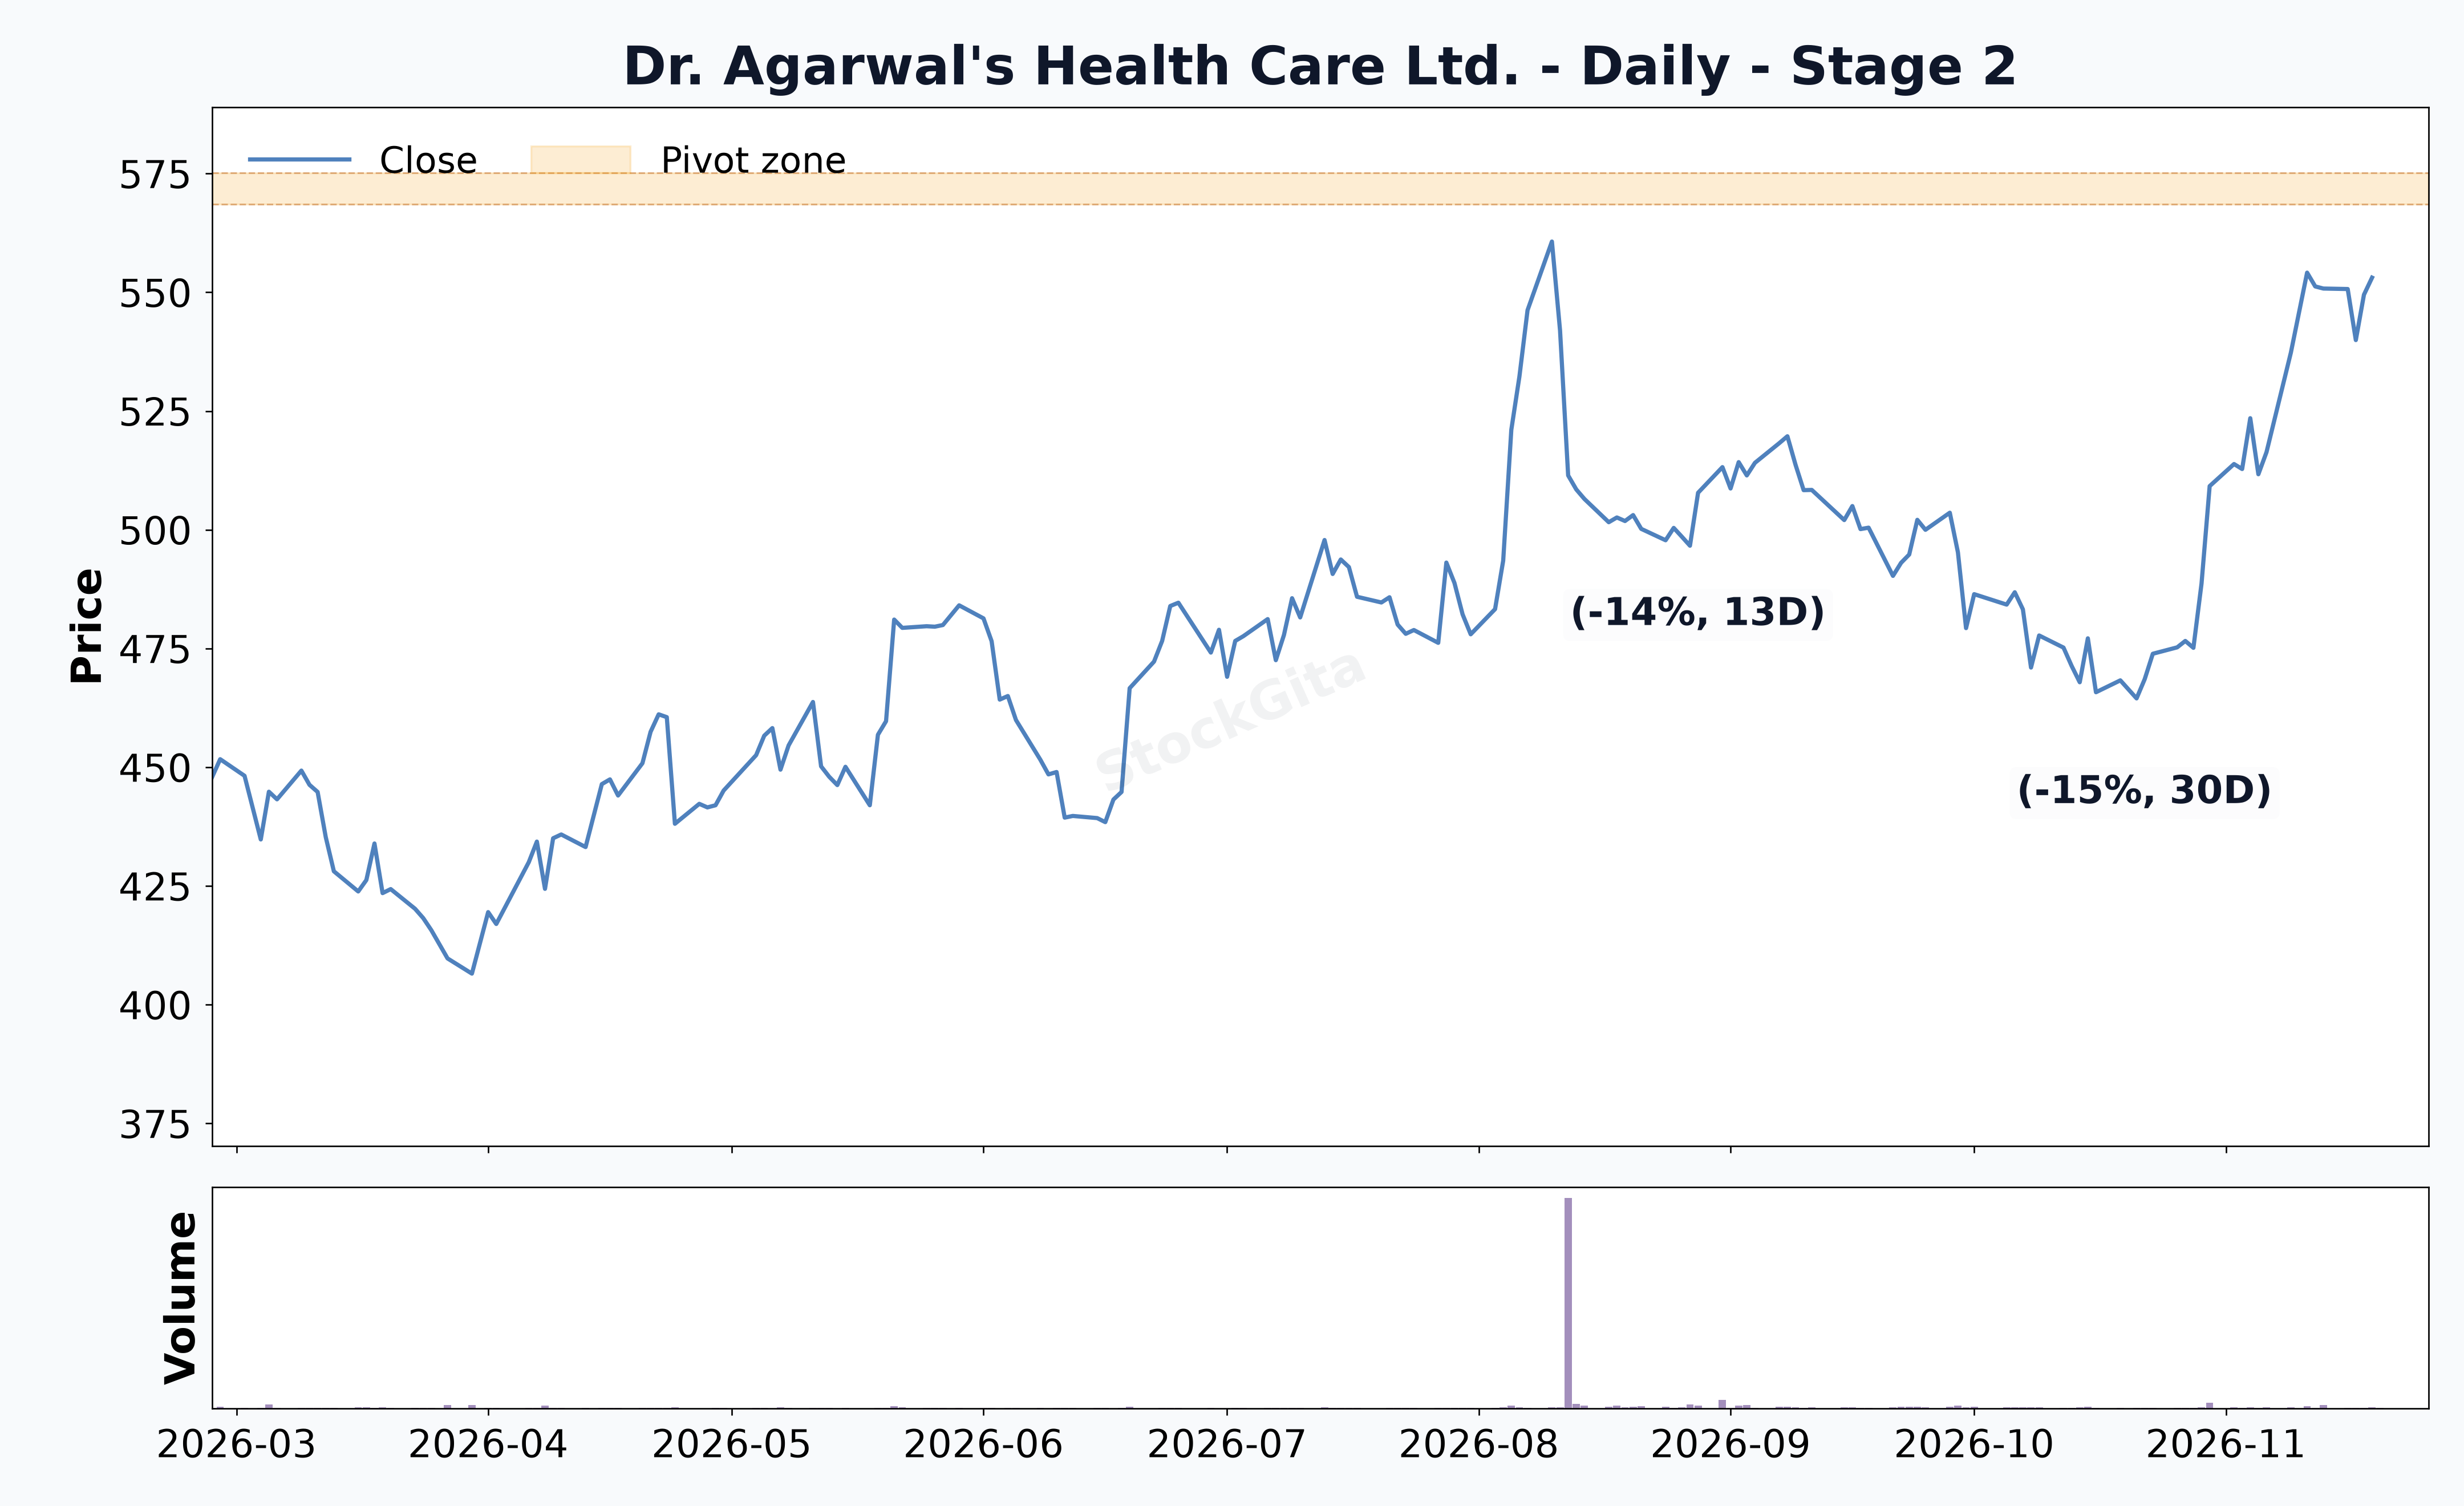 Dr. Agarwal's Health Care Ltd. - Daily - Stage 2
Close
Pivot zone
575
550
525
500
475
450
425
400
375
Price
(-14%, 13D)
(-15%, 30D)
StockGita
Volume
2026-03
2026-04
2026-05
2026-06
2026-07
2026-08
2026-09
2026-10
2026-11